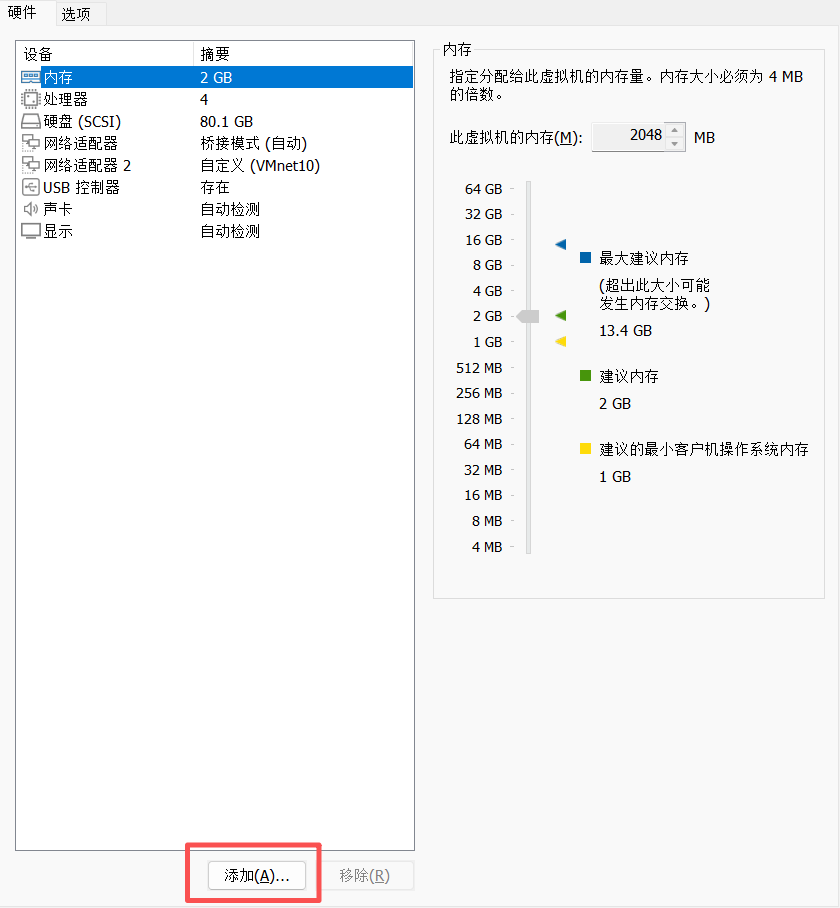 硬件 选项
设备 摘要
内存 2 GB
处理器 4
硬盘 (SCSI) 80.1 GB
网络适配器 桥接模式 (自动)
网络适配器 2 自定义 (VMnet10)
USB 控制器 存在
声卡 自动检测
显示 自动检测
添加(A)... 移除(R)
内存
指定分配给此虚拟机的内存量。内存大小必须为 4 MB
的倍数。
此虚拟机的内存(M): 2048 MB
64 GB
32 GB
16 GB
8 GB
4 GB
2 GB
1 GB
512 MB
256 MB
128 MB
64 MB
32 MB
16 MB
8 MB
4 MB
最大建议内存
(超出此大小可能
发生内存交换。)
13.4 GB
建议内存
2 GB
建议的最小客户机操作系统内存
1 GB